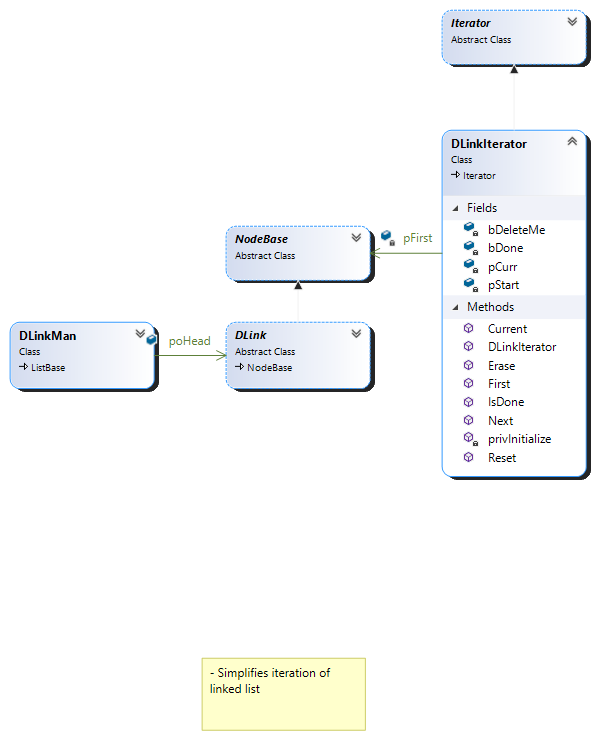 Iterator
Abstract Class
DLinkIterator
Class
Iterator
Fields
bDeleteMe
bDone
pCurr
pStart
Methods
Current
DLinkIterator
Erase
First
IsDone
Next
privInitialize
Reset
pFirst
NodeBase
Abstract Class
DLinkMan
Class
ListBase
poHead
DLink
Abstract Class
NodeBase
- Simplifies iteration of
linked list